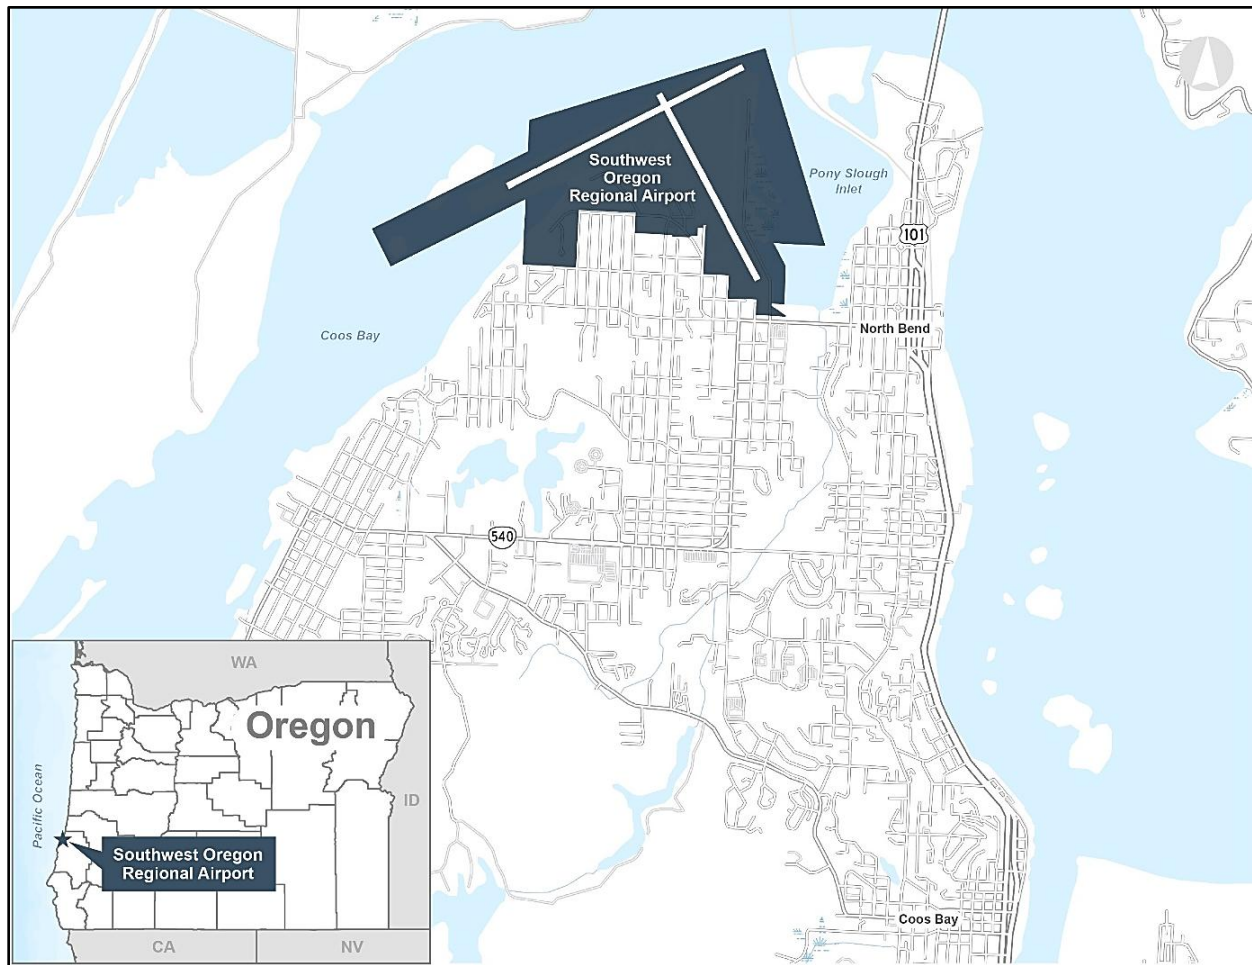 Southwest
Oregon
Regional Airport
Pony Slough
Inlet
101
North Bend
Coos Bay
540
WA
Oregon
Pacific Ocean
ID
Southwest Oregon
Regional Airport
CA
NV
Coos Bay